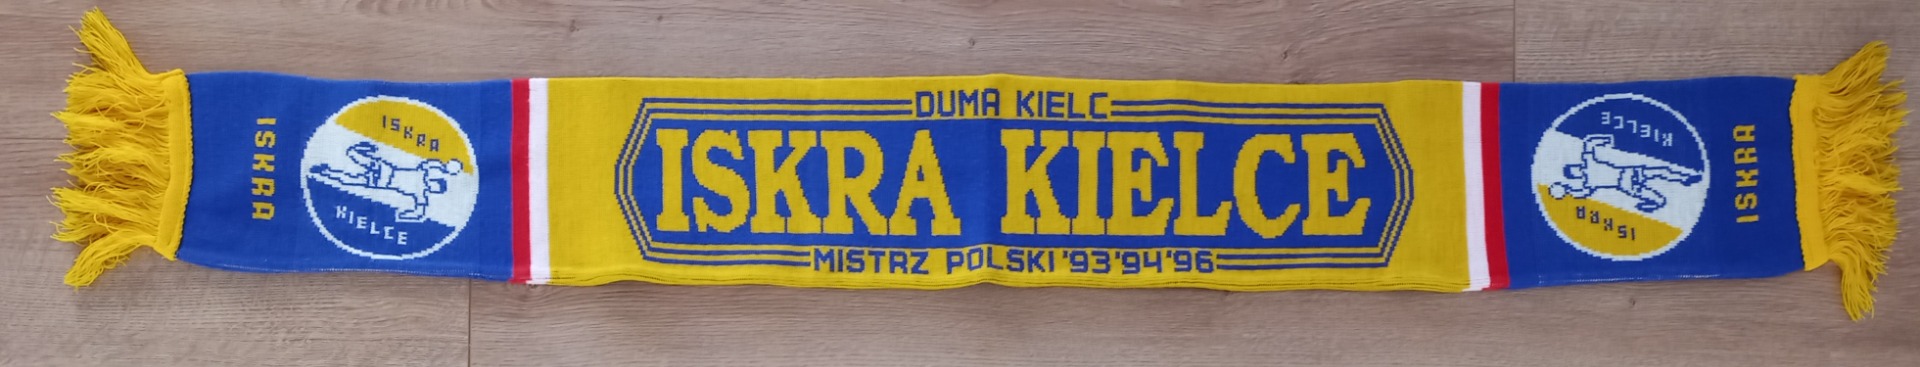 ISKRA
ISKRA
KIELCE
DUMA KIELC
ISKRA KIELCE
MISTRZ POLSKI '93'94'96
KIELCE
ISKRA
ISKRA